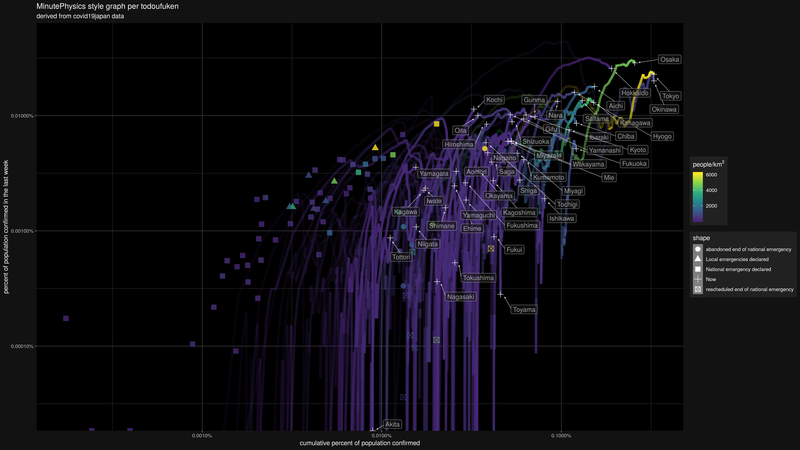 MinutePhysics style graph per todoufuken
derived from covid19japan data
percent of population confirmed in the last week
0.01000%
0.00100%
0.00010%
Osaka
Hokkaido
Tokyo
Okinawa
Kochi
Gunma
Aichi
Nara
Saitama
Kanagawa
Oita
Gifu
Ibaraki
Chiba
Hyogo
Hiroshima
Shizuoka
Yamanashi
Kyoto
Nagano
Miyazaki
Wakayama
Fukuoka
Yamagata
Aomori
Saga
Kumamoto
Mie
Okayama
Shiga
Miyagi
Iwate
Tochigi
Kagawa
Yamaguchi
Kagoshima
Ishikawa
Shimane
Ehime
Fukushima
Niigata
Fukui
Tottori
Tokushima
Nagasaki
Toyama
Akita
0.0010%
0.0100%
0.1000%
cumulative percent of population confirmed
people/km²
6000
4000
2000
shape
abandoned end of national emergency
Local emergencies declared
National emergency declared
Now
rescheduled end of national emergency